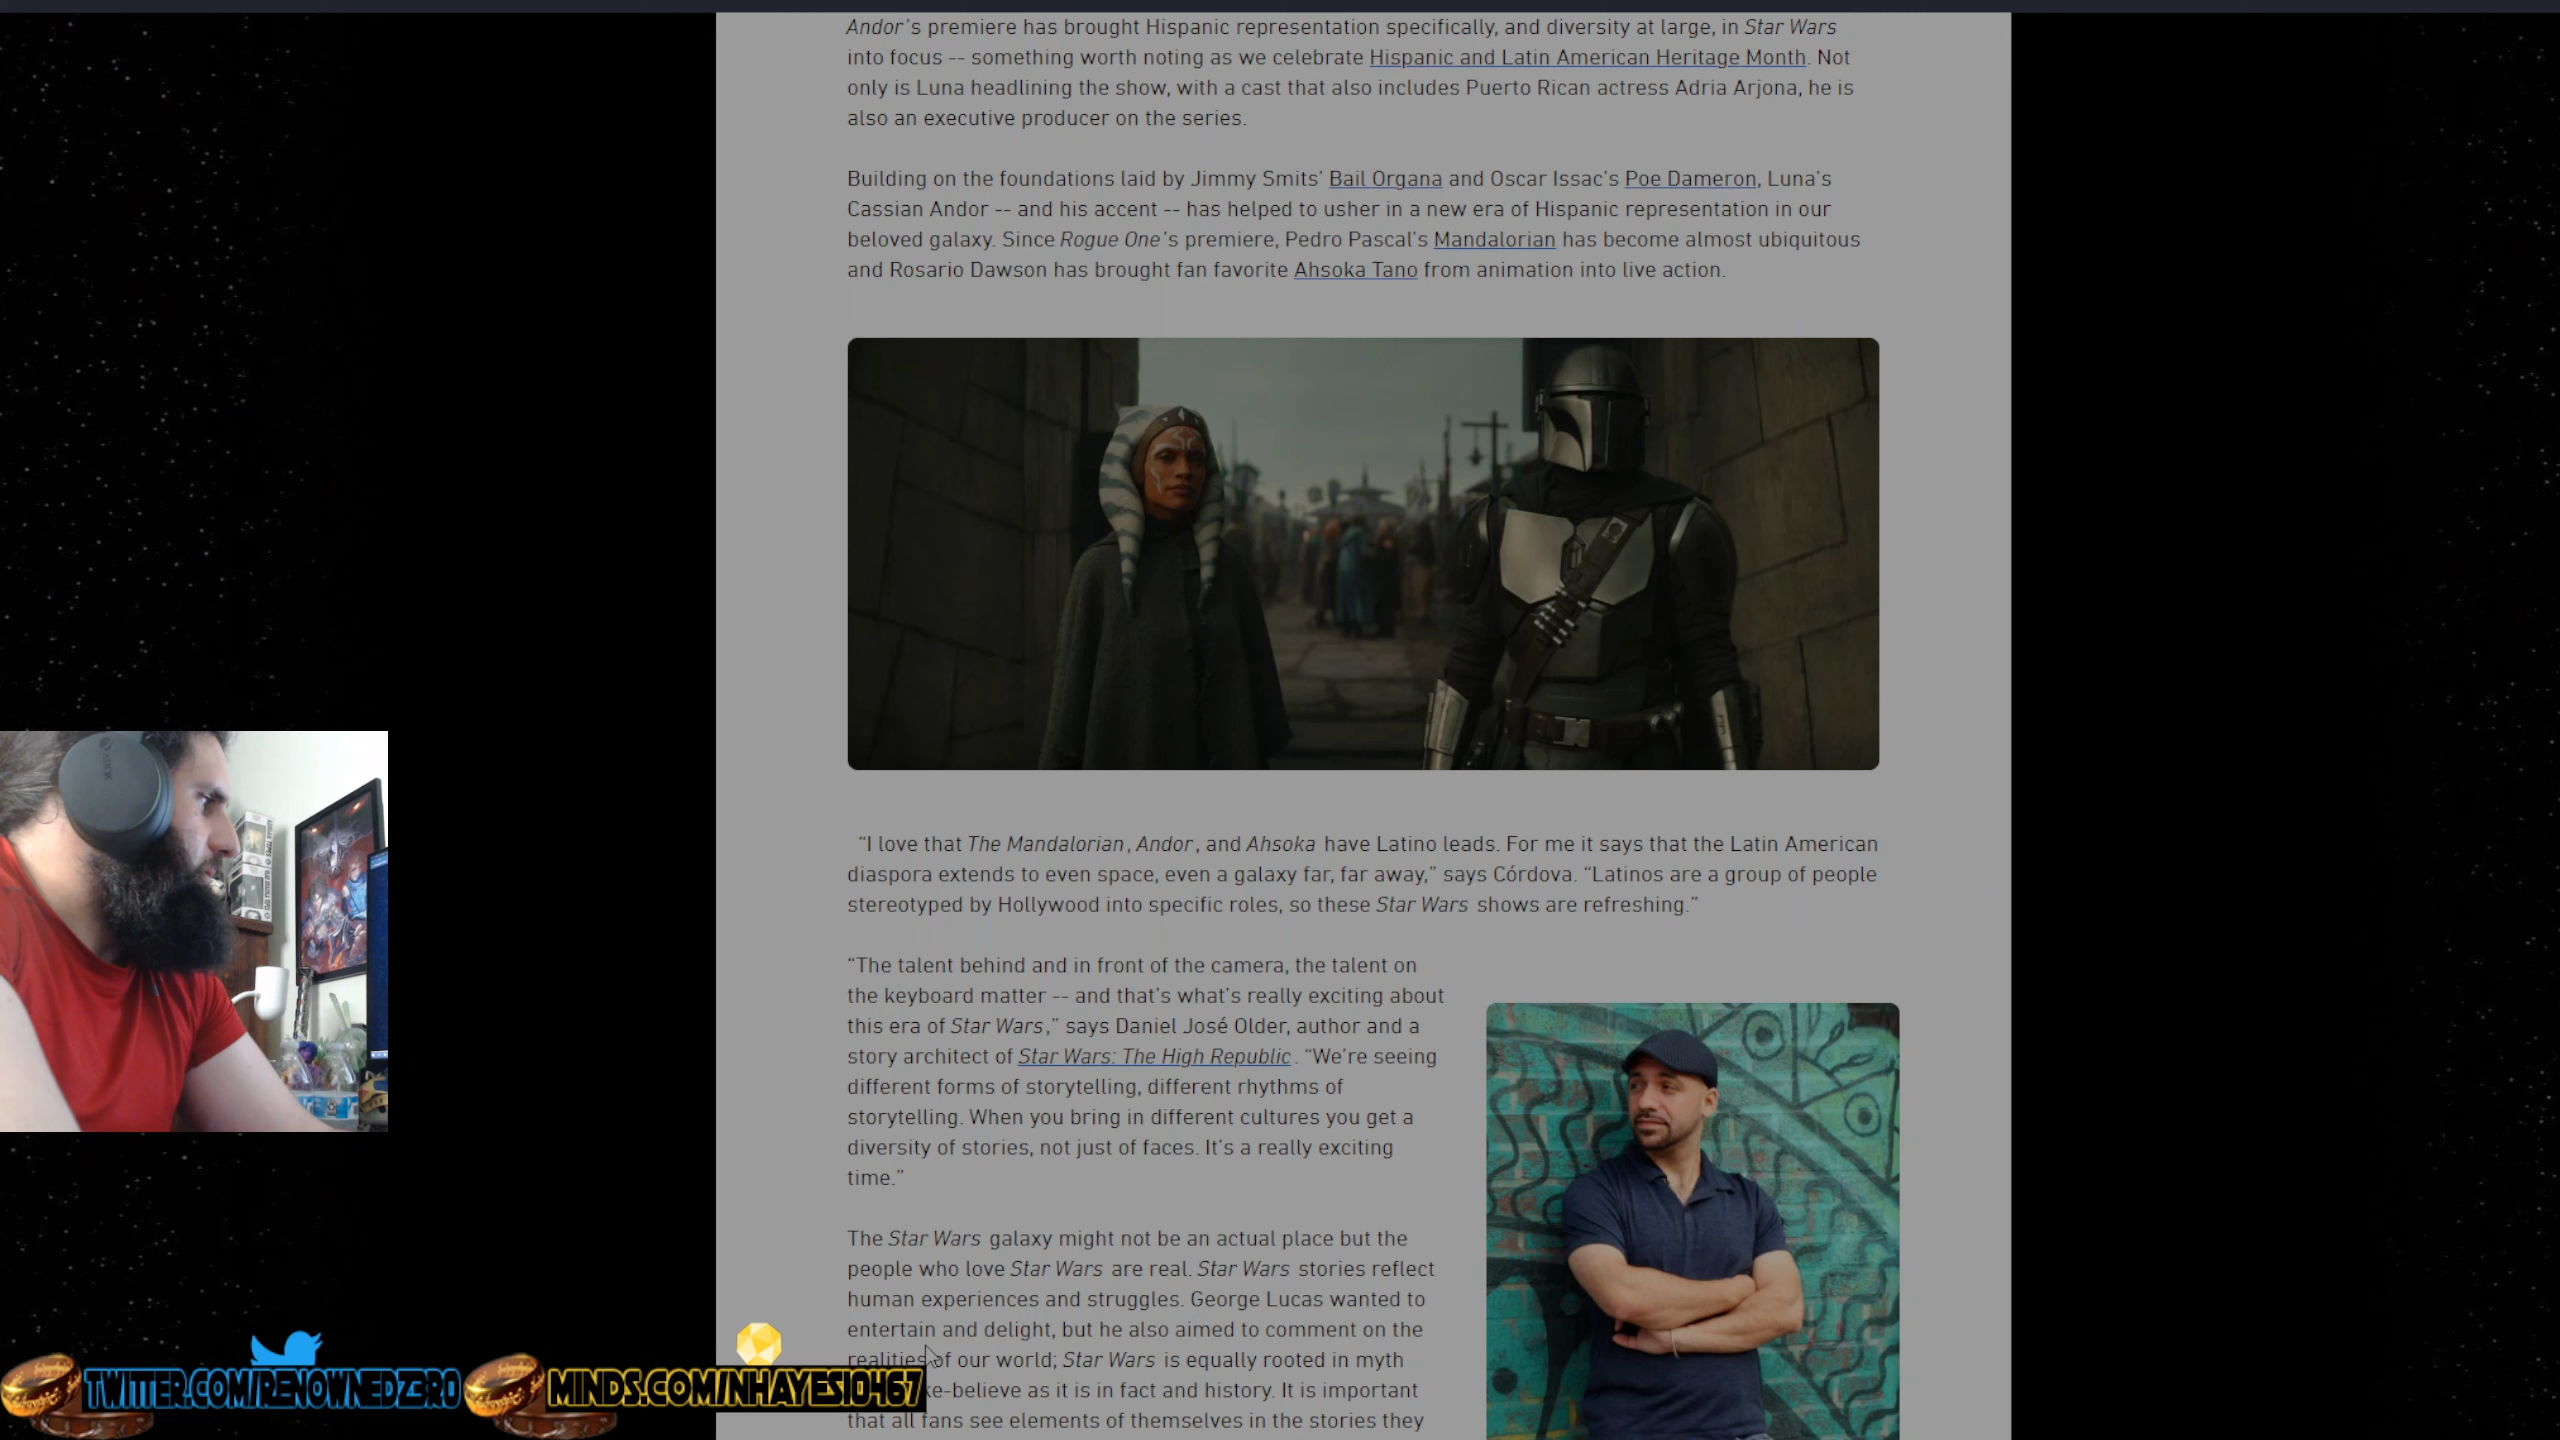 Andor's premiere has brought Hispanic representation specifically, and diversity at large, in Star Wars
into focus -- something worth noting as we celebrate Hispanic and Latin American Heritage Month. Not
only is Luna headlining the show, with a cast that also includes Puerto Rican actress Adria Arjona, he is
also an executive producer on the series.
Building on the foundations laid by Jimmy Smits' Bail Organa and Oscar Issac's Poe Dameron, Luna's
Cassian Andor -- and his accent -- has helped to usher in a new era of Hispanic representation in our
beloved galaxy. Since Rogue One's premiere, Pedro Pascal's Mandalorian has become almost ubiquitous
and Rosario Dawson has brought fan favorite Ahsoka Tano from animation into live action.
“I love that The Mandalorian, Andor, and Ahsoka have Latino leads. For me it says that the Latin American
diaspora extends to even space, even a galaxy far, far away,” says Córdova. “Latinos are a group of people
stereotyped by Hollywood into specific roles, so these Star Wars shows are refreshing.”
“The talent behind and in front of the camera, the talent on
the keyboard matter -- and that's what's really exciting about
this era of Star Wars,” says Daniel José Older, author and a
story architect of Star Wars: The High Republic. “We're seeing
different forms of storytelling, different rhythms of
storytelling. When you bring in different cultures you get a
diversity of stories, not just of faces. It's a really exciting
time.”
The Star Wars galaxy might not be an actual place but the
people who love Star Wars are real. Star Wars stories reflect
human experiences and struggles. George Lucas wanted to
entertain and delight, but he also aimed to comment on the
realities of our world; Star Wars is equally rooted in myth
ke-believe as it is in fact and history. It is important
that all fans see elements of themselves in the stories they
TWITTER.COM/RENOWNEDZ3R0
MINDS.COM/NHAYES10467